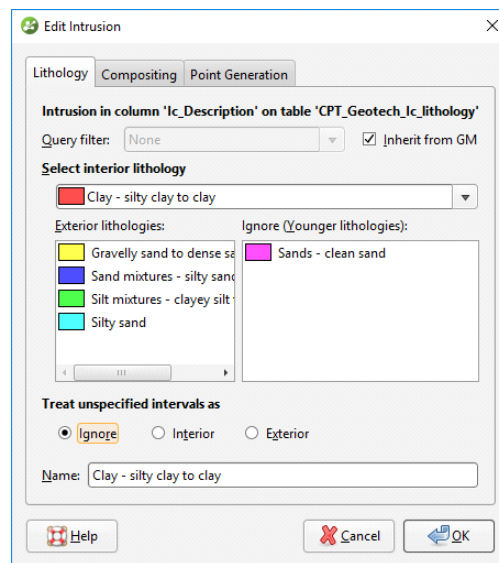 Edit Intrusion
Lithology Compositing Point Generation
Intrusion in column 'Ic_Description' on table 'CPT_Geotech_Ic_lithology'
Query filter: None Inherit from GM
Select interior lithology
Clay - silty clay to clay
Exterior lithologies: Ignore (Younger lithologies):
Gravelly sand to dense sa Sands - clean sand
Sand mixtures - silty sand
Silt mixtures - clayey silt
Silty sand
Treat unspecified intervals as
Ignore Interior Exterior
Name: Clay - silty clay to clay
Help Cancel OK